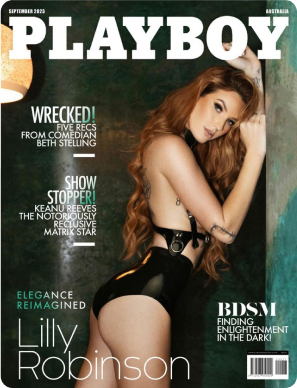 SEPTEMBER 2023
AUSTRALIA
PLAYBOY
WRECKED!
FIVE RECS
FROM COMEDIAN
BETH STELLING
SHOW
STOPPER!
KEANU REEVES
THE NOTORIOUSLY
RECLUSIVE
MATRIX STAR
ELEGANCE
REIMAGINED
Lilly
Robinson
BDSM
FINDING
ENLIGHTENMENT
IN THE DARK!